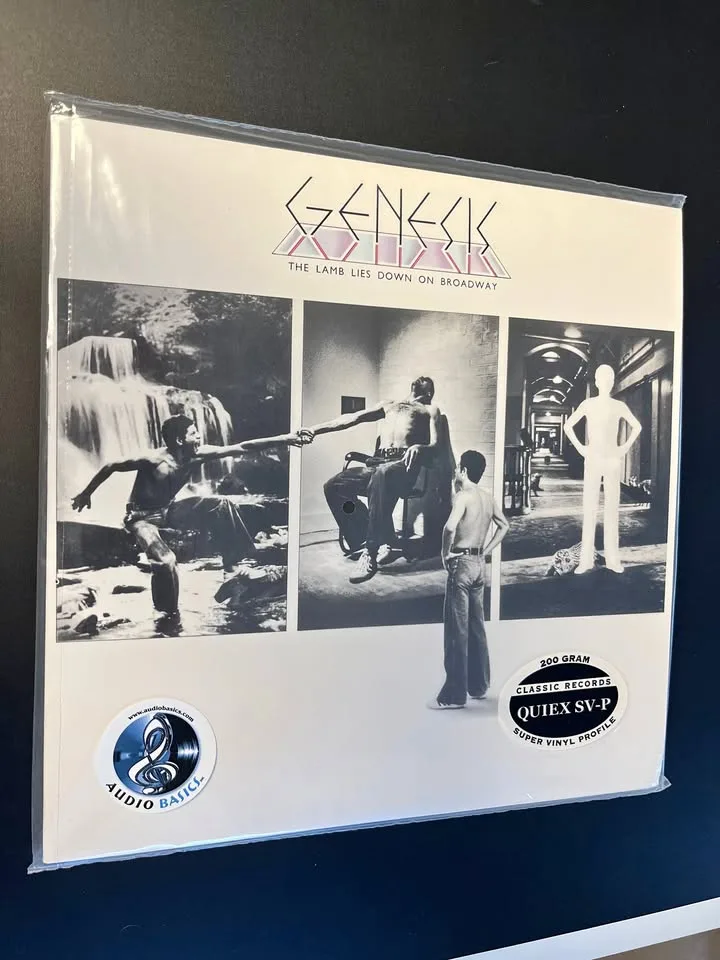 GENESIS
THE LAMB LIES DOWN ON BROADWAY
www.audiobasics.com
AUDIO BASICS
200 GRAM
CLASSIC RECORDS
QUIEX SV-P
SUPER VINYL PROFILE